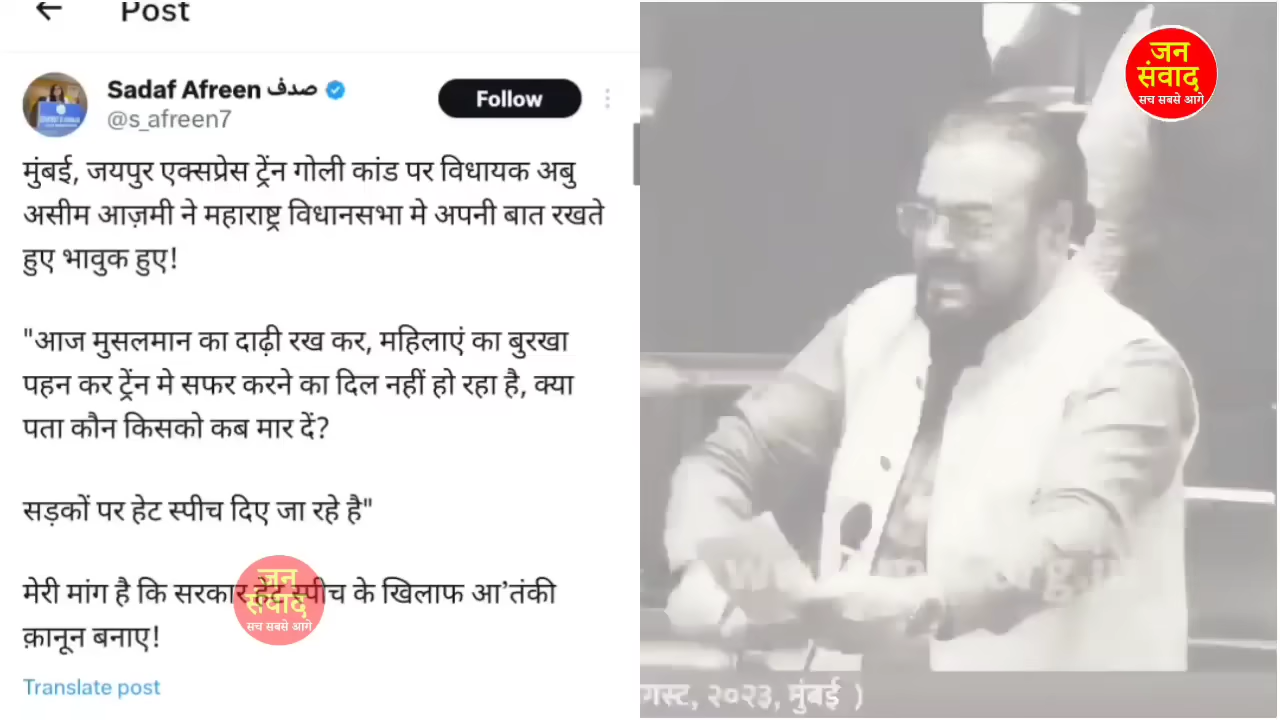 Post
Sadaf Afreen صدف
@s_afreen7
Follow
मुंबई, जयपुर एक्सप्रेस ट्रेंन गोली कांड पर विधायक अबु
असीम आज़मी ने महाराष्ट्र विधानसभा मे अपनी बात रखते
हुए भावुक हुए!
"आज मुसलमान का दाढ़ी रख कर, महिलाएं का बुरखा
पहन कर ट्रेंन मे सफर करने का दिल नहीं हो रहा है, क्या
पता कौन किसको कब मार दें?
सड़कों पर हेट स्पीच दिए जा रहे है"
मेरी मांग है कि सरकार हेट स्पीच के खिलाफ आ’तंकी
क़ानून बनाए!
जन
संवाद
सच सबसे आगे
Translate post
जन
संवाद
सच सबसे आगे
२०२३, मुंबई )